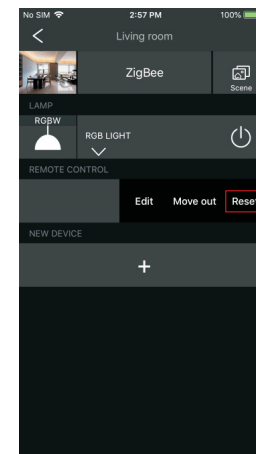 No SIM 2:57 PM 100%
Living room
ZigBee
Scene
LAMP
RGBW
RGB LIGHT
REMOTE CONTROL
Edit Move out Reset
NEW DEVICE
+